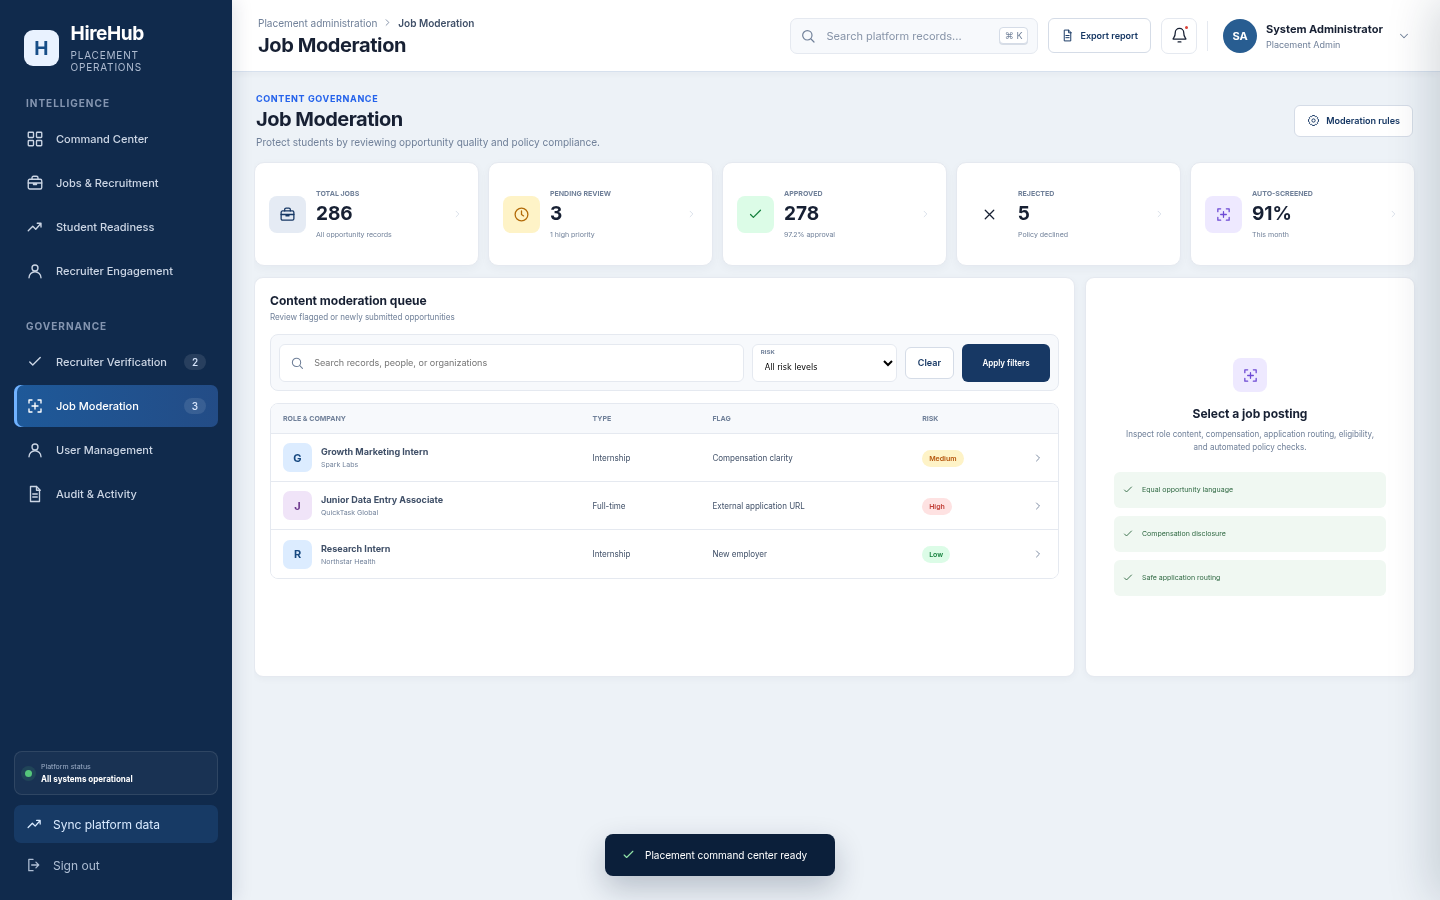 H
HireHub
PLACEMENT
OPERATIONS
INTELLIGENCE
Command Center
Jobs & Recruitment
Student Readiness
Recruiter Engagement
GOVERNANCE
Recruiter Verification 2
Job Moderation 3
User Management
Audit & Activity
Platform status
All systems operational
Sync platform data
Sign out
Placement administration Job Moderation
Job Moderation
Search platform records...
⌘ K
Export report
SA
System Administrator
Placement Admin
CONTENT GOVERNANCE
Job Moderation
Protect students by reviewing opportunity quality and policy compliance.
Moderation rules
TOTAL JOBS
286
All opportunity records
PENDING REVIEW
3
1 high priority
APPROVED
278
97.2% approval
REJECTED
5
Policy declined
AUTO-SCREENED
91%
This month
Content moderation queue
Review flagged or newly submitted opportunities
Search records, people, or organizations
RISK
All risk levels
Clear
Apply filters
ROLE & COMPANY TYPE FLAG RISK
G
Growth Marketing Intern
Spark Labs
Internship
Compensation clarity
Medium
J
Junior Data Entry Associate
QuickTask Global
Full-time
External application URL
High
R
Research Intern
Northstar Health
Internship
New employer
Low
Select a job posting
Inspect role content, compensation, application routing, eligibility,
and automated policy checks.
Equal opportunity language
Compensation disclosure
Safe application routing
Placement command center ready